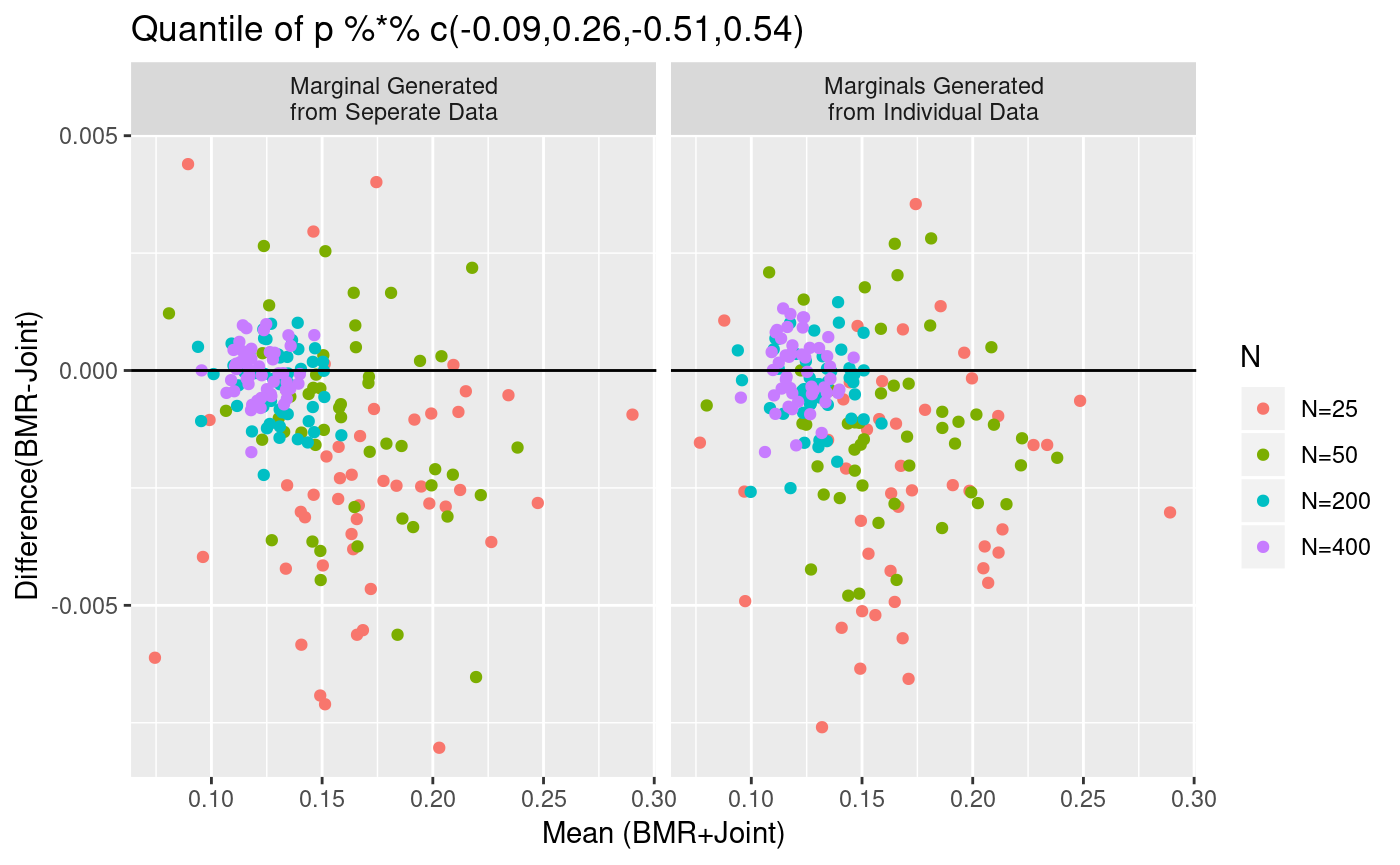 Quantile of p %*% c(-0.09,0.26,-0.51,0.54)
Marginal Generated
from Seperate Data
Marginals Generated
from Individual Data
0.005
0.000
-0.005
Difference(BMR-Joint)
0.10 0.15 0.20 0.25 0.30
0.10 0.15 0.20 0.25 0.30
Mean (BMR+Joint)
N
N=25
N=50
N=200
N=400